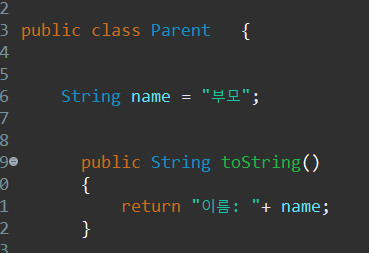 2
3 public class Parent {
4
5
6 String name = "부모";
7
8
9 public String toString()
0 {
1 return "이름: "+ name;
2 }
3